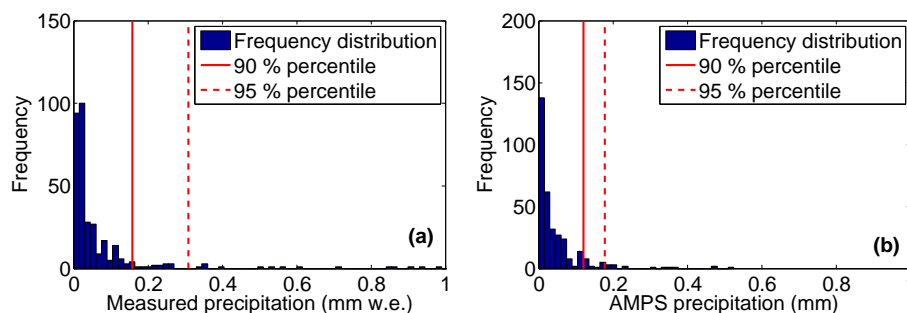 150
100
50
0
Frequency
Frequency distribution
90 % percentile
95 % percentile
(a)
0 0.2 0.4 0.6 0.8 1
Measured precipitation (mm w.e.)
200
150
100
50
0
Frequency
Frequency distribution
90 % percentile
95 % percentile
(b)
0 0.2 0.4 0.6 0.8
AMPS precipitation (mm)